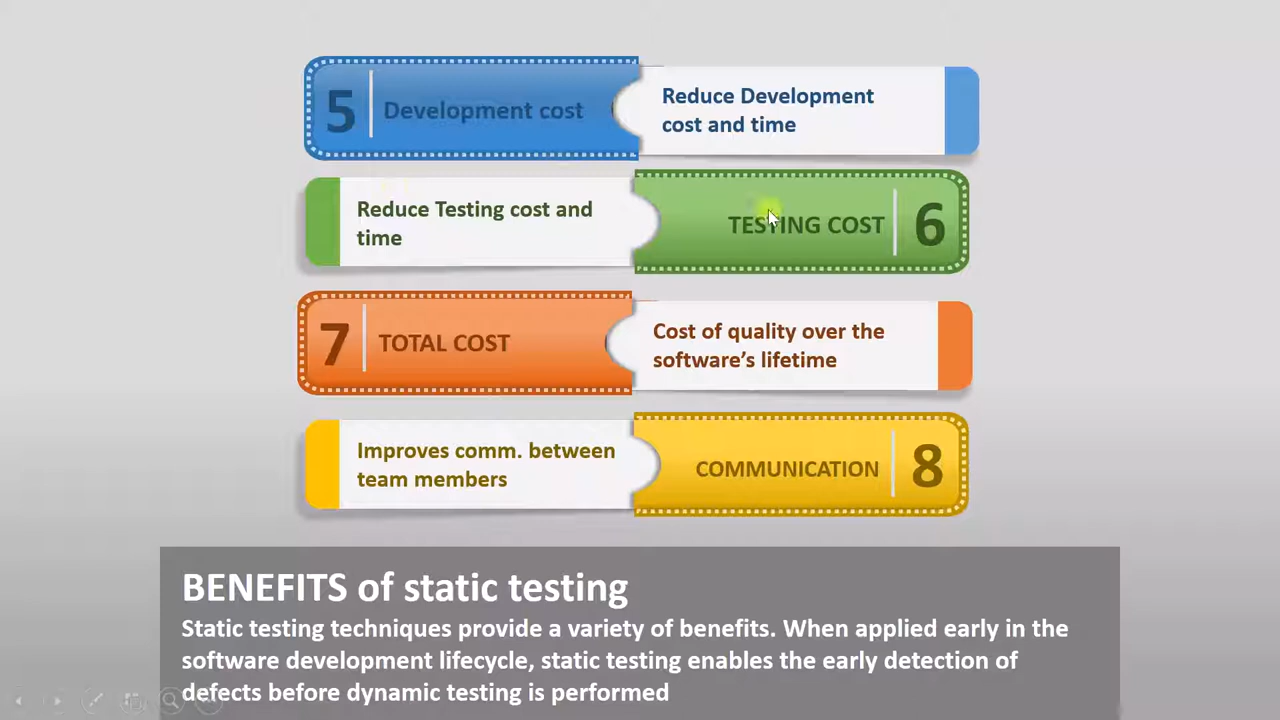 5
Development cost
Reduce Development
cost and time
Reduce Testing cost and
time
TESTING COST
6
7
TOTAL COST
Cost of quality over the
software’s lifetime
Improves comm. between
team members
COMMUNICATION
8
BENEFITS of static testing
Static testing techniques provide a variety of benefits. When applied early in the
software development lifecycle, static testing enables the early detection of
defects before dynamic testing is performed